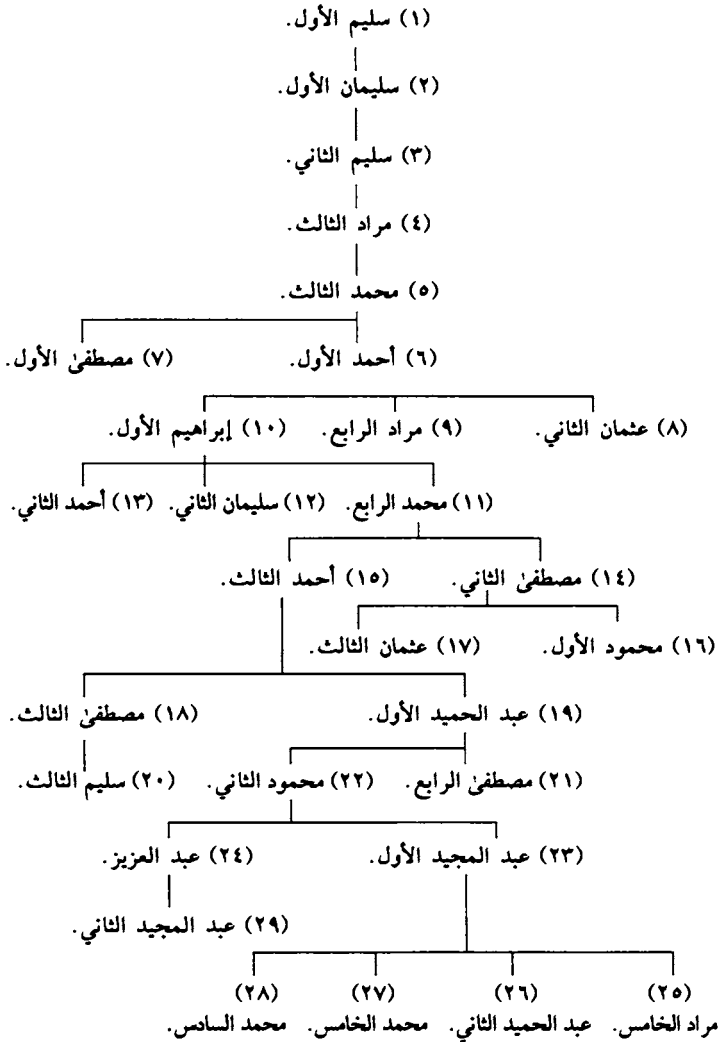 (١) سليم الأول.
(٢) سليمان الأول.
(٣) سليم الثاني.
(٤) مراد الثالث.
(٥) محمد الثالث.
(٦) أحمد الأول. (٧) مصطفىٰ الأول.
(٨) عثمان الثاني. (٩) مراد الرابع. (١٠) إبراهيم الأول.
(١١) محمد الرابع. (١٢) سليمان الثاني. (١٣) أحمد الثاني.
(١٤) مصطفىٰ الثاني. (١٥) أحمد الثالث.
(١٦) محمود الأول. (١٧) عثمان الثالث.
(١٩) عبد الحميد الأول. (١٨) مصطفىٰ الثالث.
(٢١) مصطفىٰ الرابع. (٢٢) محمود الثاني. (٢٠) سليم الثالث.
(٢٣) عبد المجيد الأول. (٢٤) عبد العزيز.
(٢٩) عبد المجيد الثاني.
(٢٥) (٢٦) (٢٧) (٢٨)
مراد الخامس. عبد الحميد الثاني. محمد الخامس. محمد السادس.